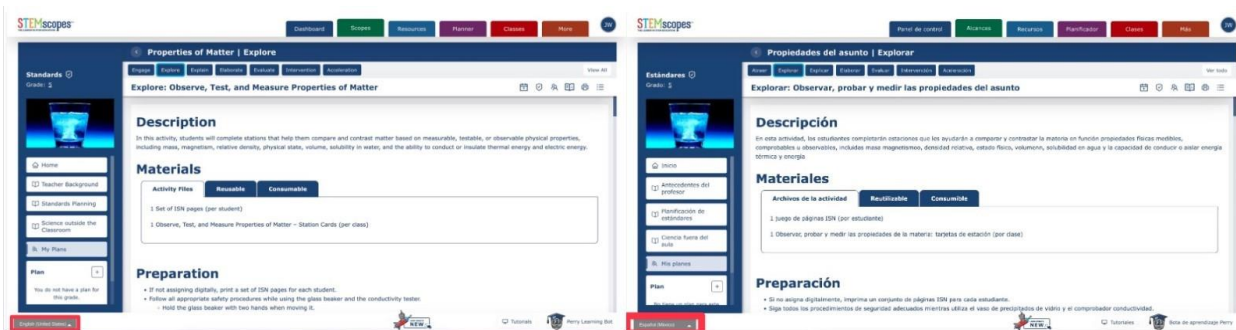 STEMscopes
Dashboard Scopes Resources Planner Classes More JW
Properties of Matter | Explore
Standards
Grade: 5
Engage Explore Explain Elaborate Evaluate Intervention Acceleration View All
Explore: Observe, Test, and Measure Properties of Matter
Description
In this activity, students will complete stations that help them compare and contrast matter based on measurable, testable, or observable physical properties,
including mass, magnetism, relative density, physical state, volume, solubility in water, and the ability to conduct or insulate thermal energy and electric energy.
Materials
Activity Files Reusable Consumable
1 Set of ISN pages (per student)
1 Observe, Test, and Measure Properties of Matter – Station Cards (per class)
Home
Teacher Background
Standards Planning
Science outside the
Classroom
My Plans
Plan +
You do not have a plan for
this grade.
Preparation
• If not assigning digitally, print a set of ISN pages for each student.
• Follow all appropriate safety procedures while using the glass beaker and the conductivity tester.
- Hold the glass beaker with two hands when moving it.
English (United States)
NEW
Tutorials
Perry Learning Bot
STEMscopes
Panel de control Alcances Recursos Planificador Clases Más JW
Propiedades del asunto | Explorar
Estándares
Grado: 5
Atraer Explorar Explicar Elaborar Evaluar Intervención Aceleración Ver todo
Explorar: Observar, probar y medir las propiedades del asunto
Descripción
En esta actividad, los estudiantes completarán estaciones que los ayudarán a comparar y contrastar la materia en función propiedades físicas medibles,
comprobables u observables, incluidas masa magnetismo, densidad relativa, estado físico, volumenn, solubilidad en agua y la capacidad de conducir o aislar energía
térmica y energía
Materiales
Archivos de la actividad Reutilizable Consumible
1 juego de páginas ISN (por estudiante)
1 Observar, probar y medir las propiedades de la materia: tarjetas de estación (por clase)
Inicio
Antecedentes del
profesor
Planificación de
estándares
Ciencia fuera del
aula
Mis planes
Plan +
Preparación
• Si no asigna digitalmente, imprima un conjunto de páginas ISN para cada estudiante.
• Siga todos los procedimientos de seguridad adecuados mientras utiliza el vaso de precipitados de vidrio y el comprobador conductividad.
Español (México)
NEW
Tutoriales
Bota de aprendizaje Perry